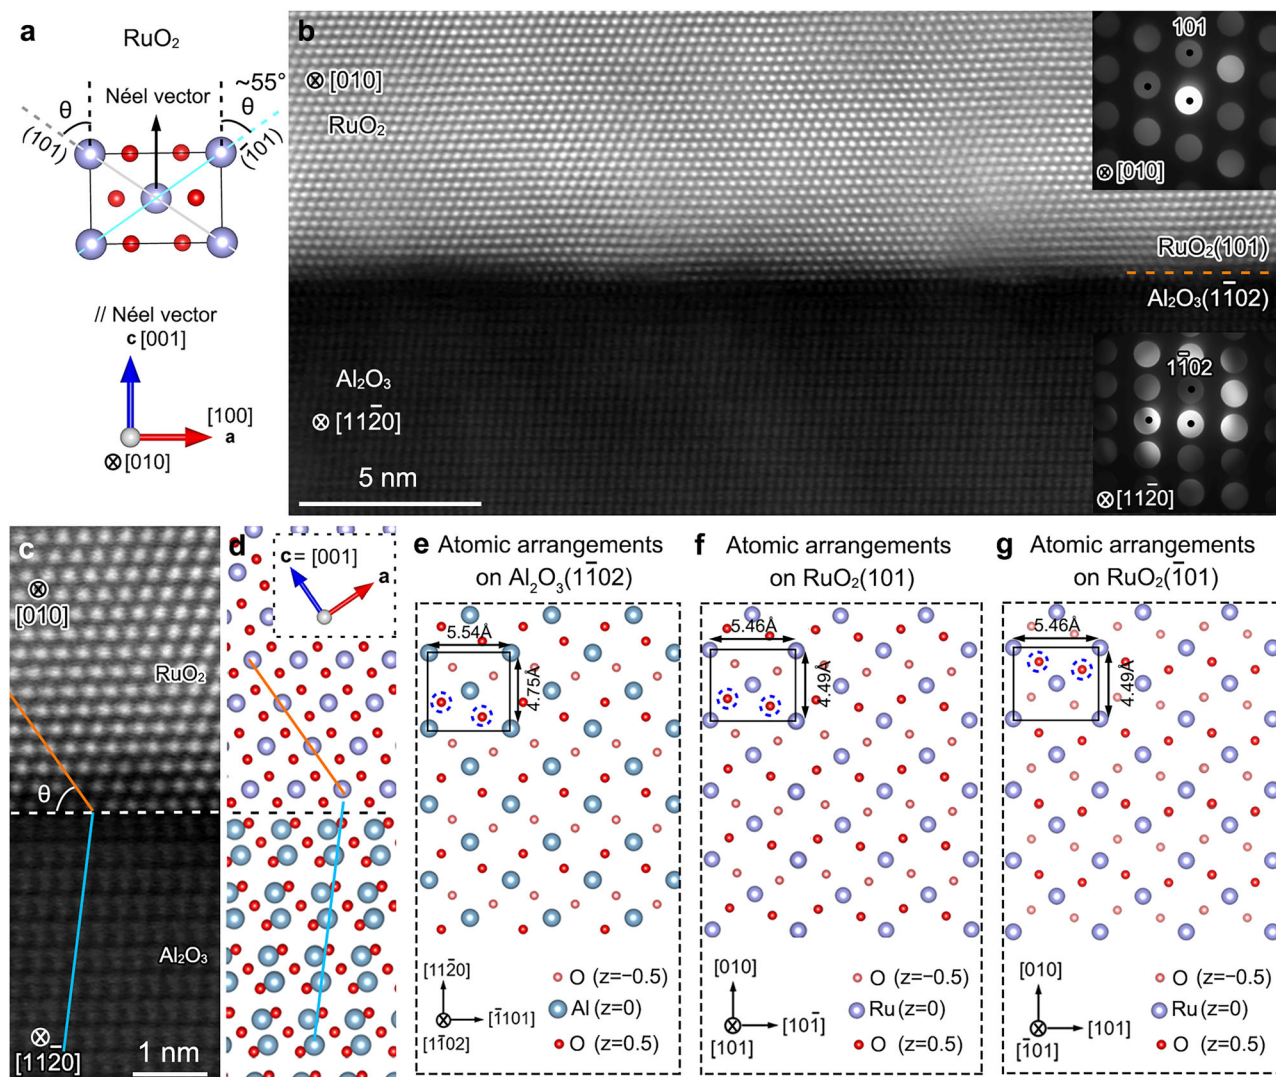 a
RuO₂
~55°
θ
Néel vector
θ
(101)
(1̅01)
// Néel vector
c [001]
[100]
a
⊗[010]
b
⊗[010]
RuO₂
101
⊗[010]
RuO₂(101)
Al₂O₃(11̅02)
Al₂O₃
⊗[112̅0]
5 nm
11̅02
⊗[112̅0]
c
⊗
[010]
RuO₂
θ
Al₂O₃
⊗
[112̅0]
1 nm
d
c = [001]
a
e Atomic arrangements
on Al₂O₃(11̅02)
5.54Å
4.75Å
[112̅0]
[1̅101]
[11̅02]
O (z=−0.5)
Al (z=0)
O (z=0.5)
f Atomic arrangements
on RuO₂(101)
5.46Å
4.49Å
[010]
[101̅]
[101]
O (z=−0.5)
Ru (z=0)
O (z=0.5)
g Atomic arrangements
on RuO₂(1̅01)
5.46Å
4.49Å
[010]
[101]
[1̅01]
O (z=−0.5)
Ru (z=0)
O (z=0.5)